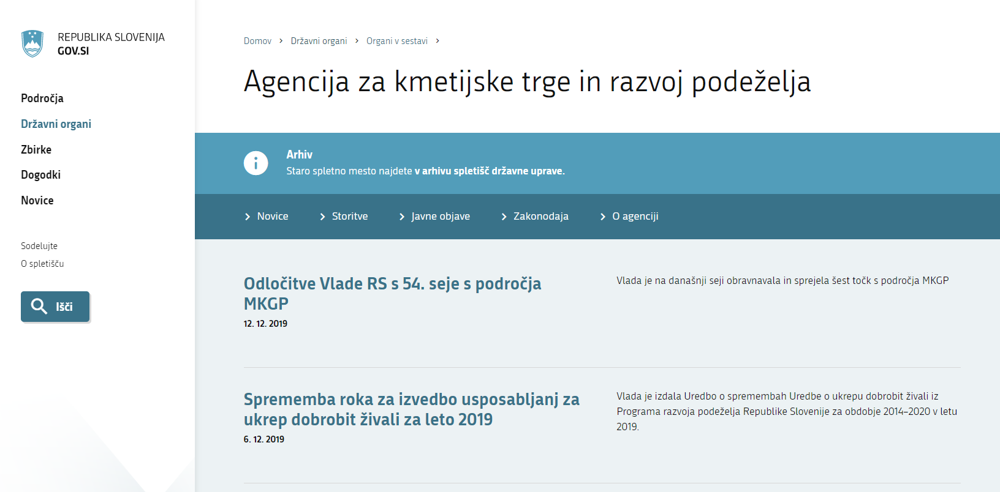 REPUBLIKA SLOVENIJA
GOV.SI
Področja
Državni organi
Zbirke
Dogodki
Novice
Sodelujte
O spletišču
Išči
Domov > Državni organi > Organi v sestavi >
Agencija za kmetijske trge in razvoj podeželja
Arhiv
Staro spletno mesto najdete v arhivu spletišč državne uprave.
Novice Storitve Javne objave Zakonodaja O agenciji
Odločitve Vlade RS s 54. seje s področja
MKGP
12. 12. 2019
Vlada je na današnji seji obravnavala in sprejela šest točk s področja MKGP
Sprememba roka za izvedbo usposabljanj za
ukrep dobrobit živali za leto 2019
6. 12. 2019
Vlada je izdala Uredbo o spremembah Uredbe o ukrepu dobrobit živali iz
Programa razvoja podeželja Republike Slovenije za obdobje 2014–2020 v letu
2019.